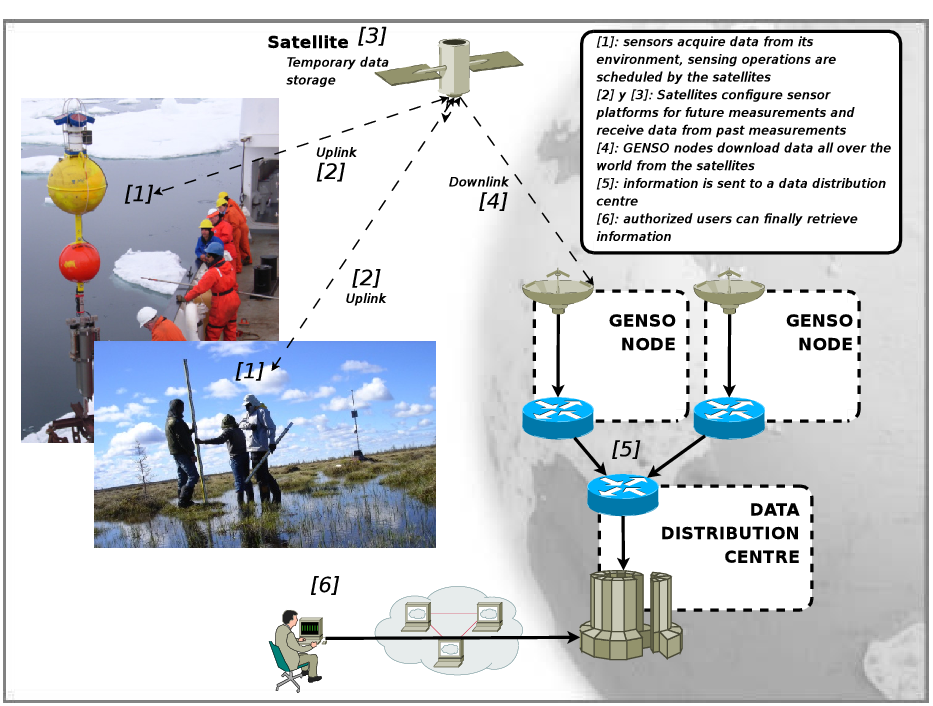 Satellite [3]
Temporary data
storage
[1]: sensors acquire data from its
environment, sensing operations are
scheduled by the satellites
[2] y [3]: Satellites configure sensor
platforms for future measurements and
receive data from past measurements
[4]: GENSO nodes download data all over the
world from the satellites
[5]: information is sent to a data distribution
centre
[6]: authorized users can finally retrieve
information
Uplink
[2]
[1]
Downlink
[4]
[2]
Uplink
[1]
GENSO
NODE
GENSO
NODE
[5]
DATA
DISTRIBUTION
CENTRE
[6]